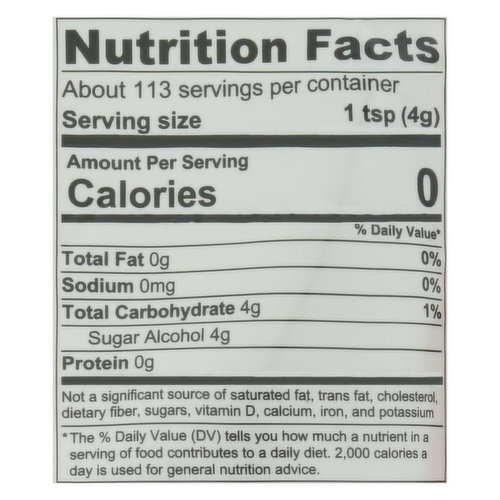 Nutrition Facts
About 113 servings per container
Serving size 1 tsp (4g)
Amount Per Serving
Calories 0
% Daily Value*
Total Fat 0g 0%
Sodium 0mg 0%
Total Carbohydrate 4g 1%
Sugar Alcohol 4g
Protein 0g
Not a significant source of saturated fat, trans fat, cholesterol,
dietary fiber, sugars, vitamin D, calcium, iron, and potassium
* The % Daily Value (DV) tells you how much a nutrient in a
serving of food contributes to a daily diet. 2,000 calories a
day is used for general nutrition advice.